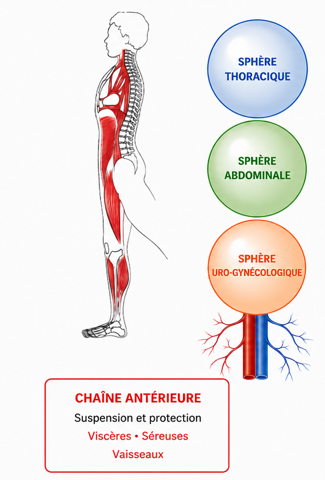 SPHÈRE
THORACIQUE
SPHÈRE
ABDOMINALE
SPHÈRE
URO-GYNÉCOLOGIQUE
CHAÎNE ANTÉRIEURE
Suspension et protection
Viscères • Séreuses
Vaisseaux